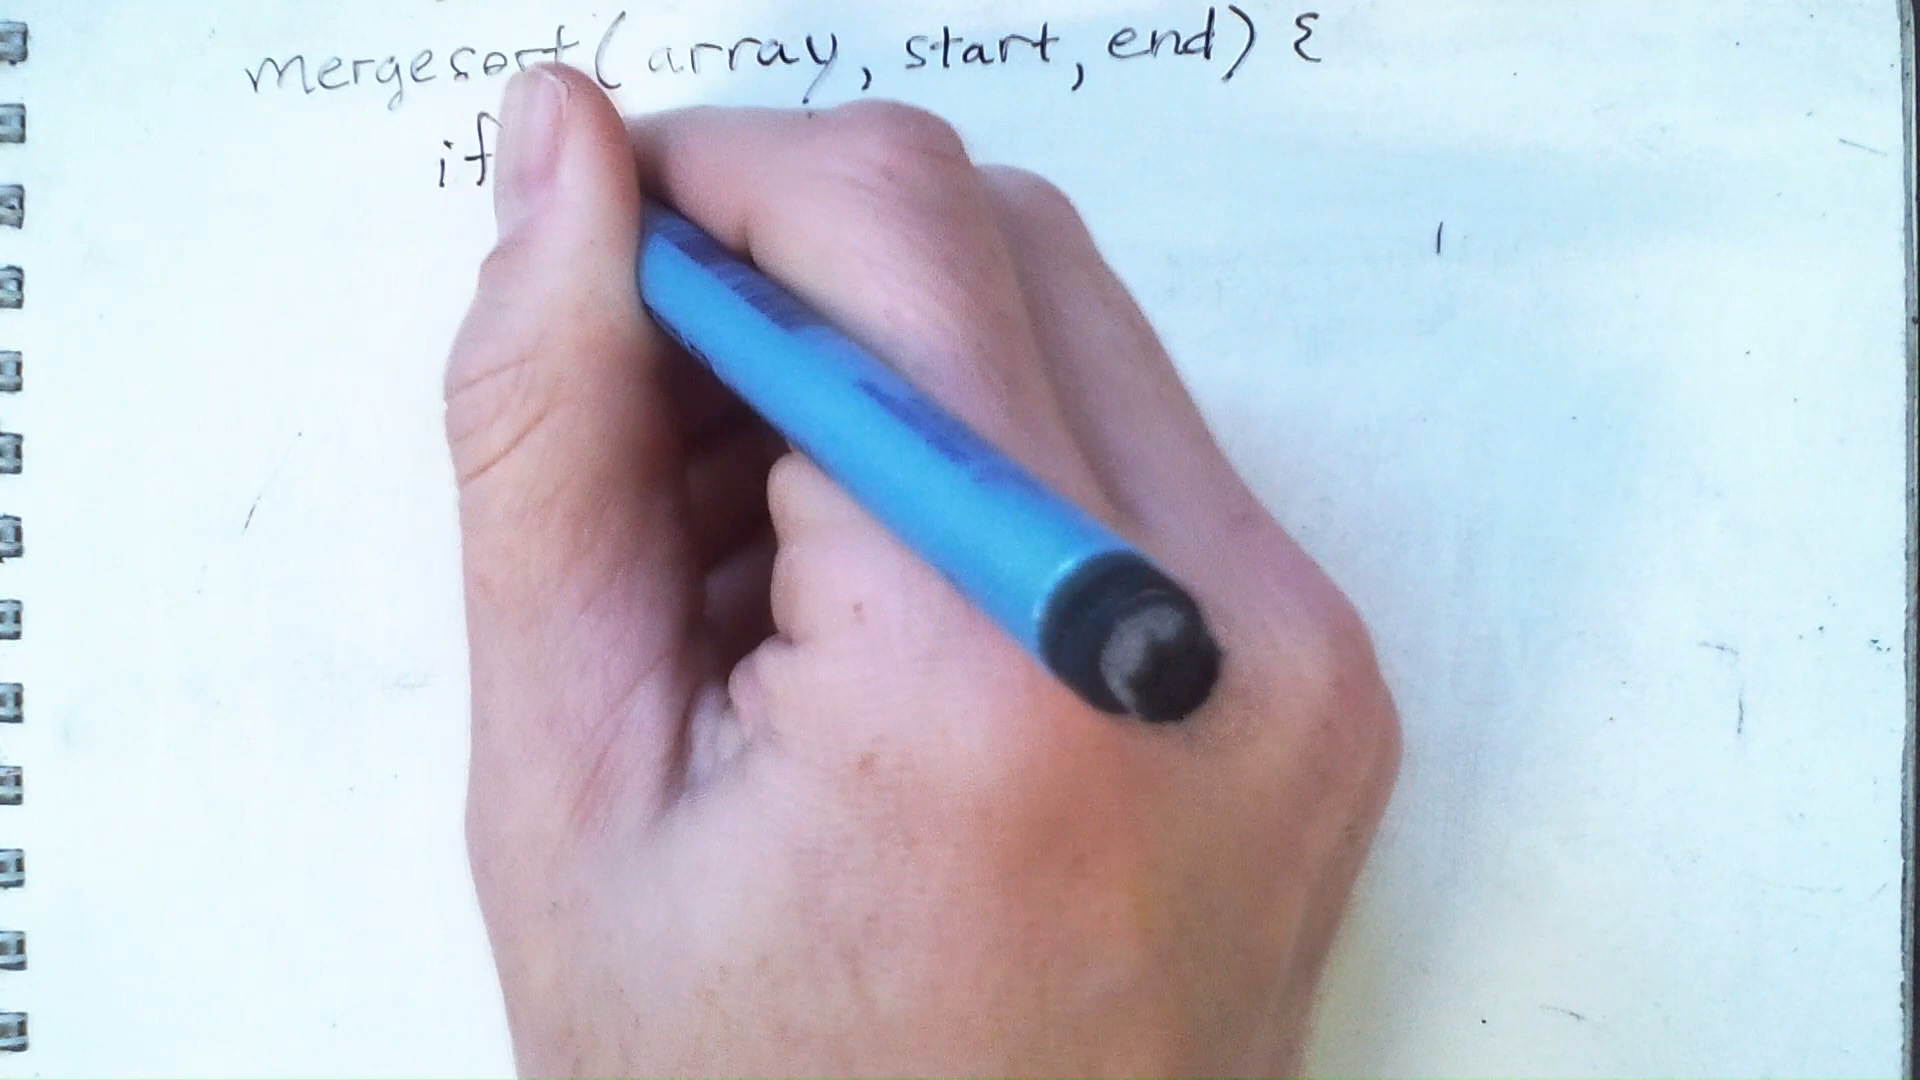 mergesort(array, start, end) {
if